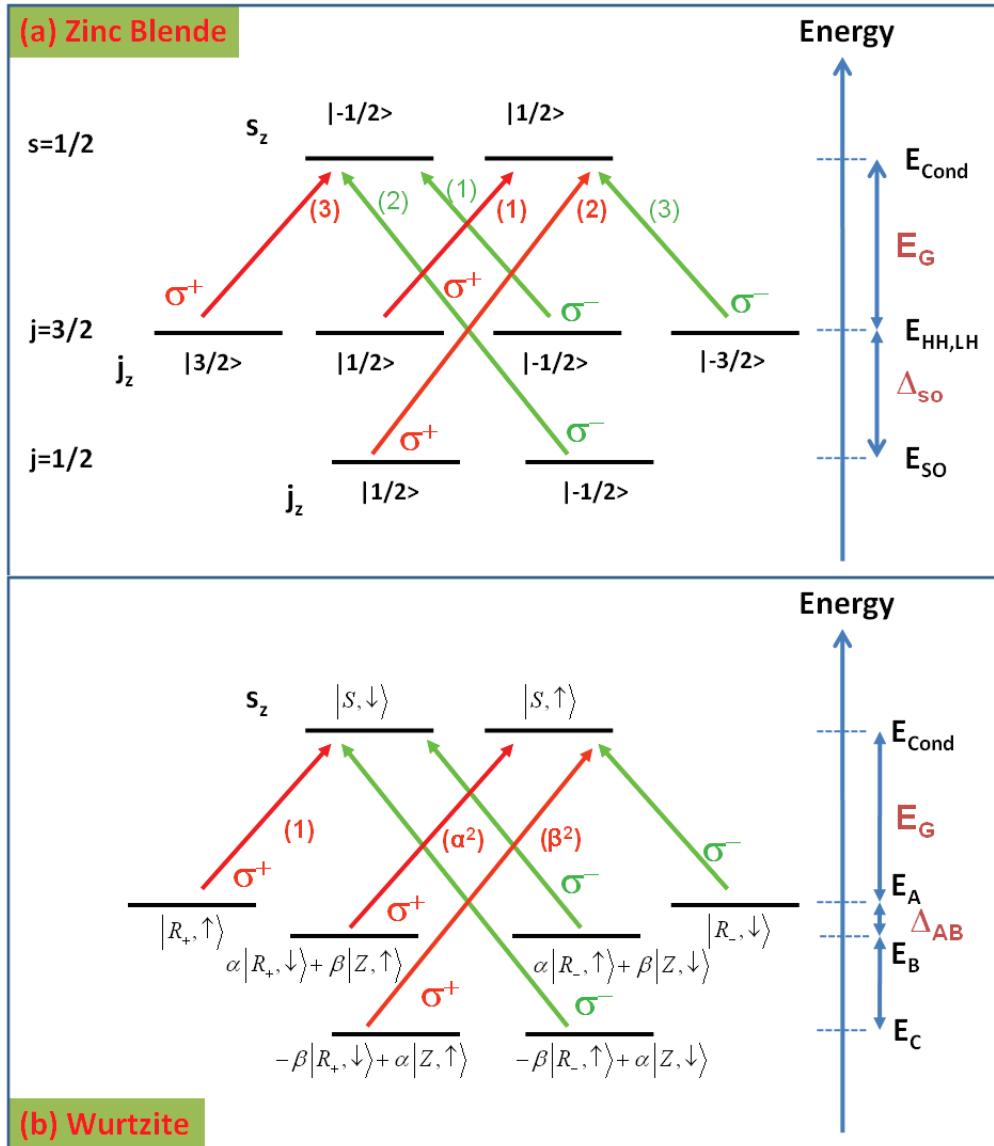 (a) Zinc Blende
Energy
|-1/2> |1/2>
s=1/2 s_z
E_Cond
(3) (2) (1) (1) (2) (3)
E_G
σ⁺ σ⁺ σ⁻ σ⁻
j=3/2 E_HH,LH
j_z |3/2> |1/2> |-1/2> |-3/2>
Δ_so
σ⁺ σ⁻
j=1/2 E_SO
j_z |1/2> |-1/2>
Energy
s_z |S,↓⟩ |S,↑⟩
E_Cond
(1) (α²) (β²)
E_G
σ⁺ σ⁺ σ⁻ σ⁻
E_A
|R₊,↑⟩ |R₋,↓⟩ Δ_AB
α|R₊,↓⟩+β|Z,↑⟩ α|R₋,↑⟩+β|Z,↓⟩ E_B
σ⁺ σ⁻
E_C
-β|R₊,↓⟩+α|Z,↑⟩ -β|R₋,↑⟩+α|Z,↓⟩
(b) Wurtzite